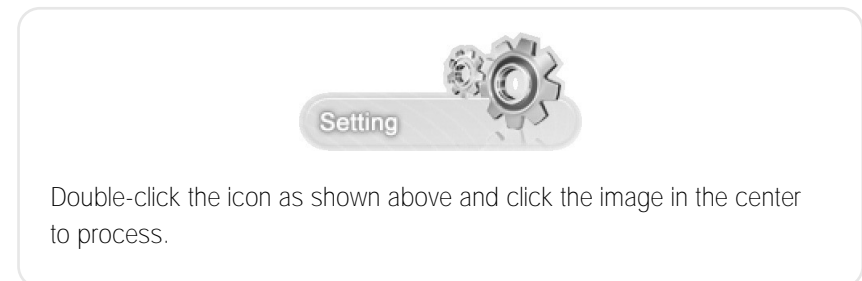 Setting
Double-click the icon as shown above and click the image in the center
to process.